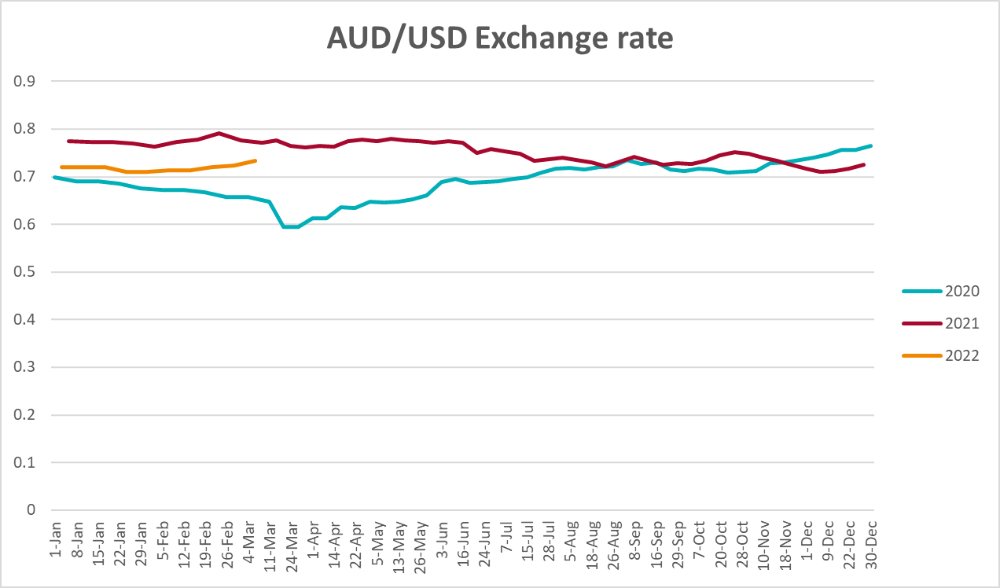 AUD/USD Exchange rate
0.9
0.8
0.7
0.6
0.5
0.4
0.3
0.2
0.1
0
1-Jan
8-Jan
15-Jan
22-Jan
29-Jan
5-Feb
12-Feb
19-Feb
26-Feb
4-Mar
11-Mar
24-Mar
1-Apr
14-Apr
22-Apr
5-May
13-May
26-May
3-Jun
16-Jun
24-Jun
7-Jul
15-Jul
28-Jul
5-Aug
18-Aug
26-Aug
8-Sep
16-Sep
29-Sep
7-Oct
20-Oct
28-Oct
10-Nov
18-Nov
1-Dec
9-Dec
22-Dec
30-Dec
2020
2021
2022